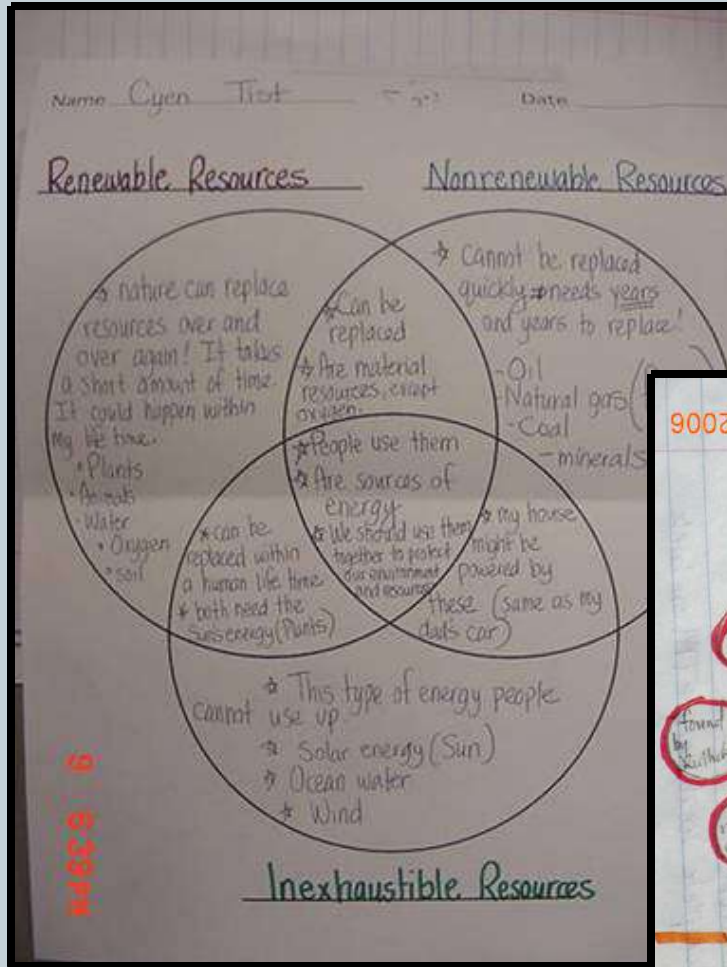 Name Cyen Tiot
Date
Renewable Resources
Nonrenewable Resources
☆ nature can replace
resources over and
over again! It takes
a short amount of time.
It could happen within
my life time.
• Plants
• Animals
• Water
• Oxygen
• soil
☆ Can be
replaced
☆ Are material
resources, except
oxygen.
☆ Cannot be replaced
quickly needs years
and years to replace!
- Oil
- Natural gas (
- Coal
- minerals
☆ People use them
☆ Are sources of
energy
☆ We should use them
together to protect
our environment
and resources
* can be
replaced within
a human life time
* both need the
Sun's energy (Plants)
☆ my house
might be
powered by
these (same as my
dad's car)
☆ This type of energy people
cannot use up
☆ Solar energy (Sun)
☆ Ocean water
☆ Wind
Inexhaustible Resources
found
by